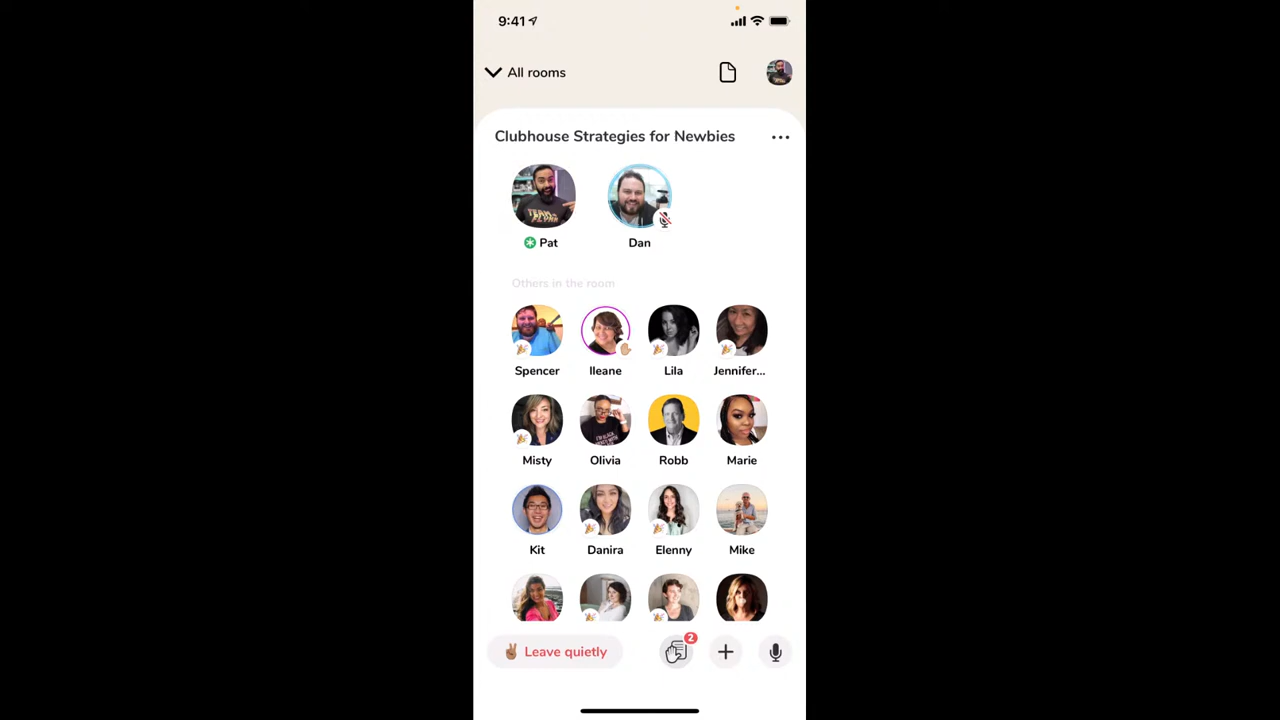 9:41
All rooms
Clubhouse Strategies for Newbies
Pat
Dan
Others in the room
Spencer
Ileane
Lila
Jennifer...
Misty
Olivia
Robb
Marie
Kit
Danira
Elenny
Mike
2
Leave quietly